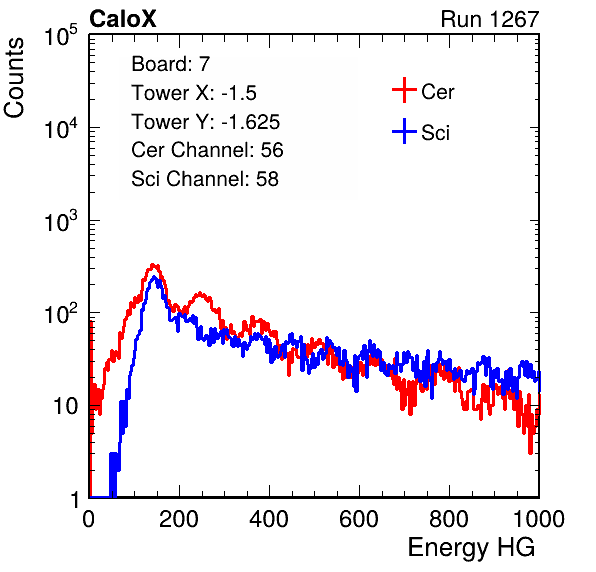 CaloX Run 1267
Counts
Board: 7
Tower X: -1.5
Tower Y: -1.625
Cer Channel: 56
Sci Channel: 58
Cer
Sci
10^5
10^4
10^3
10^2
10
1
0 200 400 600 800 1000
Energy HG